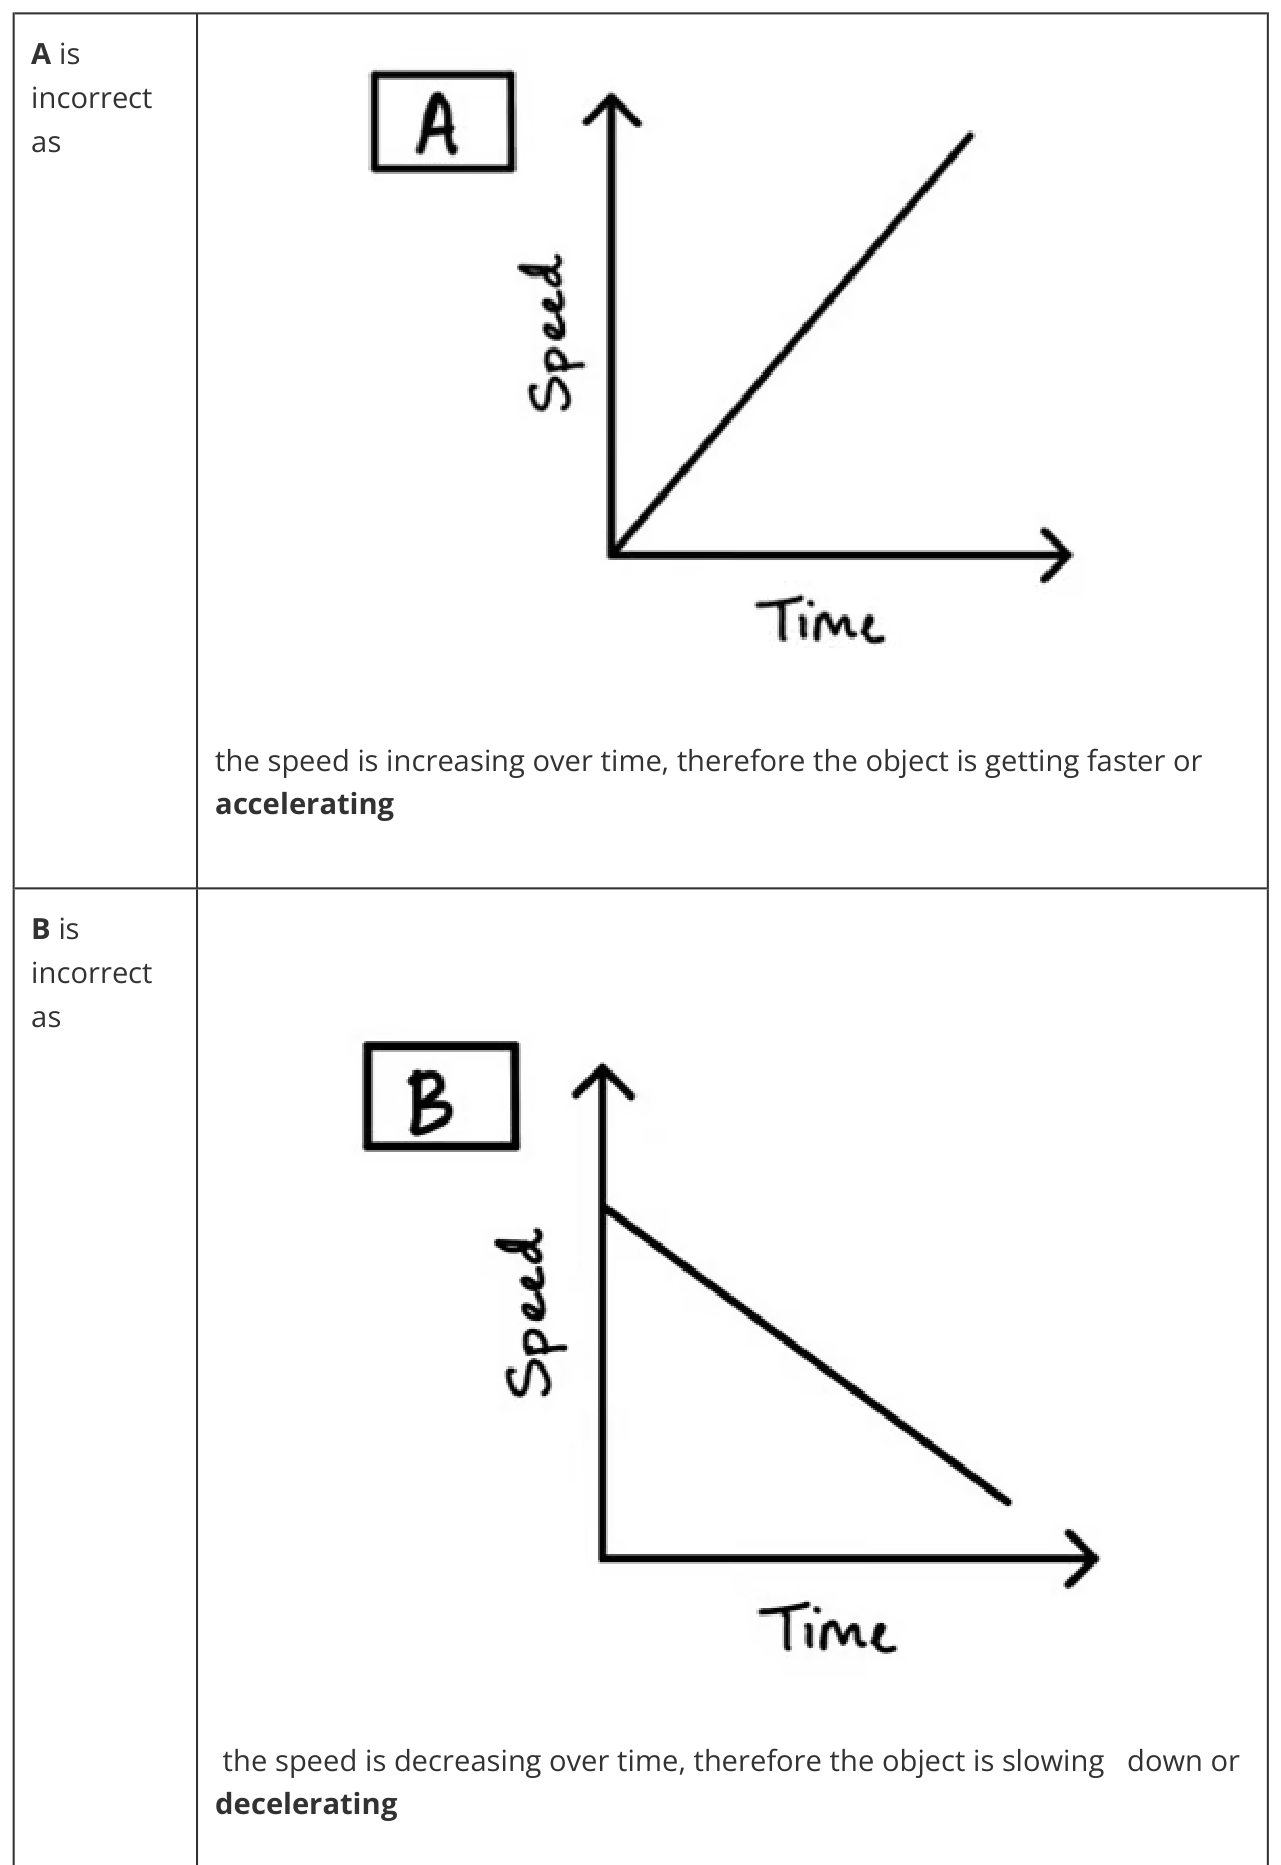 A is
incorrect
as
A
Speed
Time
the speed is increasing over time, therefore the object is getting faster or
accelerating
B is
incorrect
as
B
Speed
Time
the speed is decreasing over time, therefore the object is slowing down or
decelerating